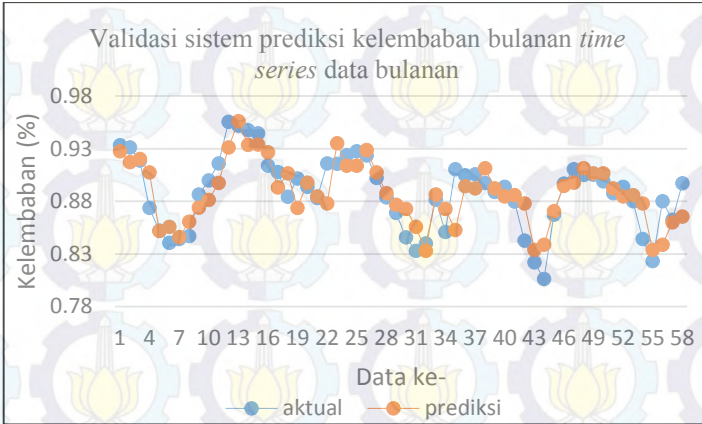 Validasi sistem prediksi kelembaban bulanan time
series data bulanan
0.98
0.93
0.88
0.83
0.78
Kelembaban (%)
1 4 7 10 13 16 19 22 25 28 31 34 37 40 43 46 49 52 55 58
Data ke-
aktual prediksi